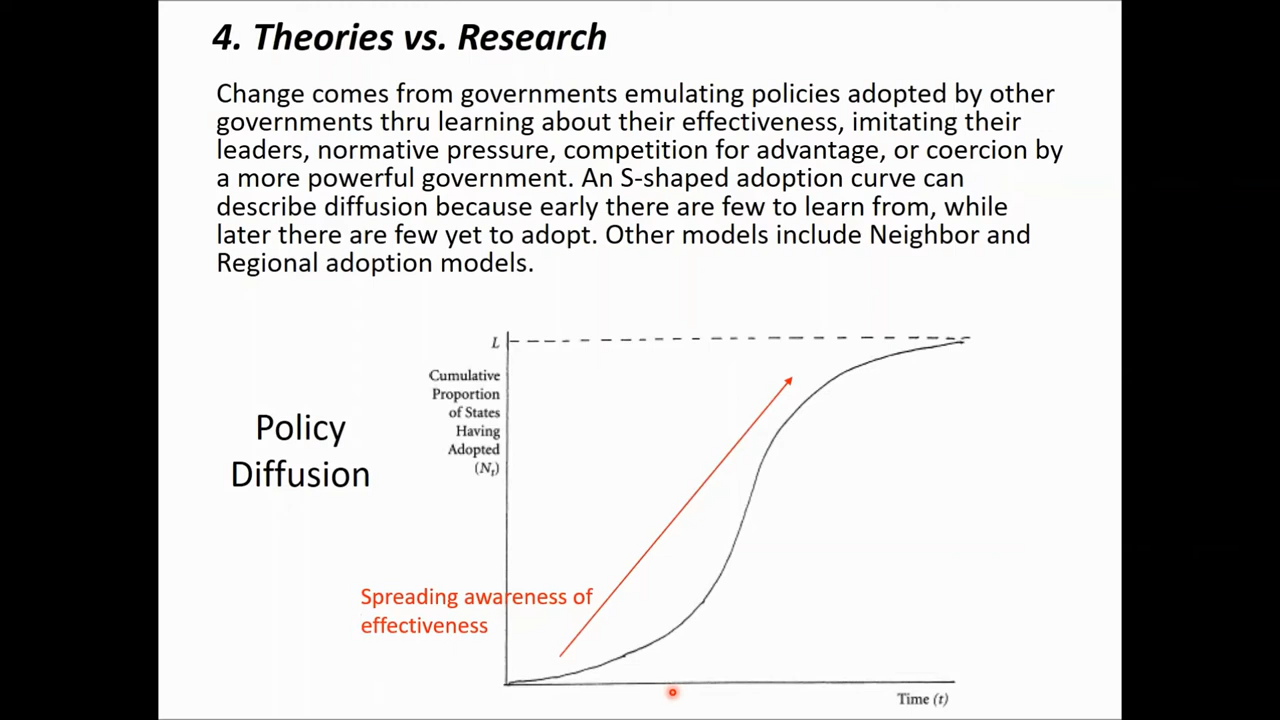 4. Theories vs. Research
Change comes from governments emulating policies adopted by other
governments thru learning about their effectiveness, imitating their
leaders, normative pressure, competition for advantage, or coercion by
a more powerful government. An S-shaped adoption curve can
describe diffusion because early there are few to learn from, while
later there are few yet to adopt. Other models include Neighbor and
Regional adoption models.
L
Cumulative
Proportion
of States
Having
Adopted
(Nt)
Policy
Diffusion
Spreading awareness of
effectiveness
Time (t)